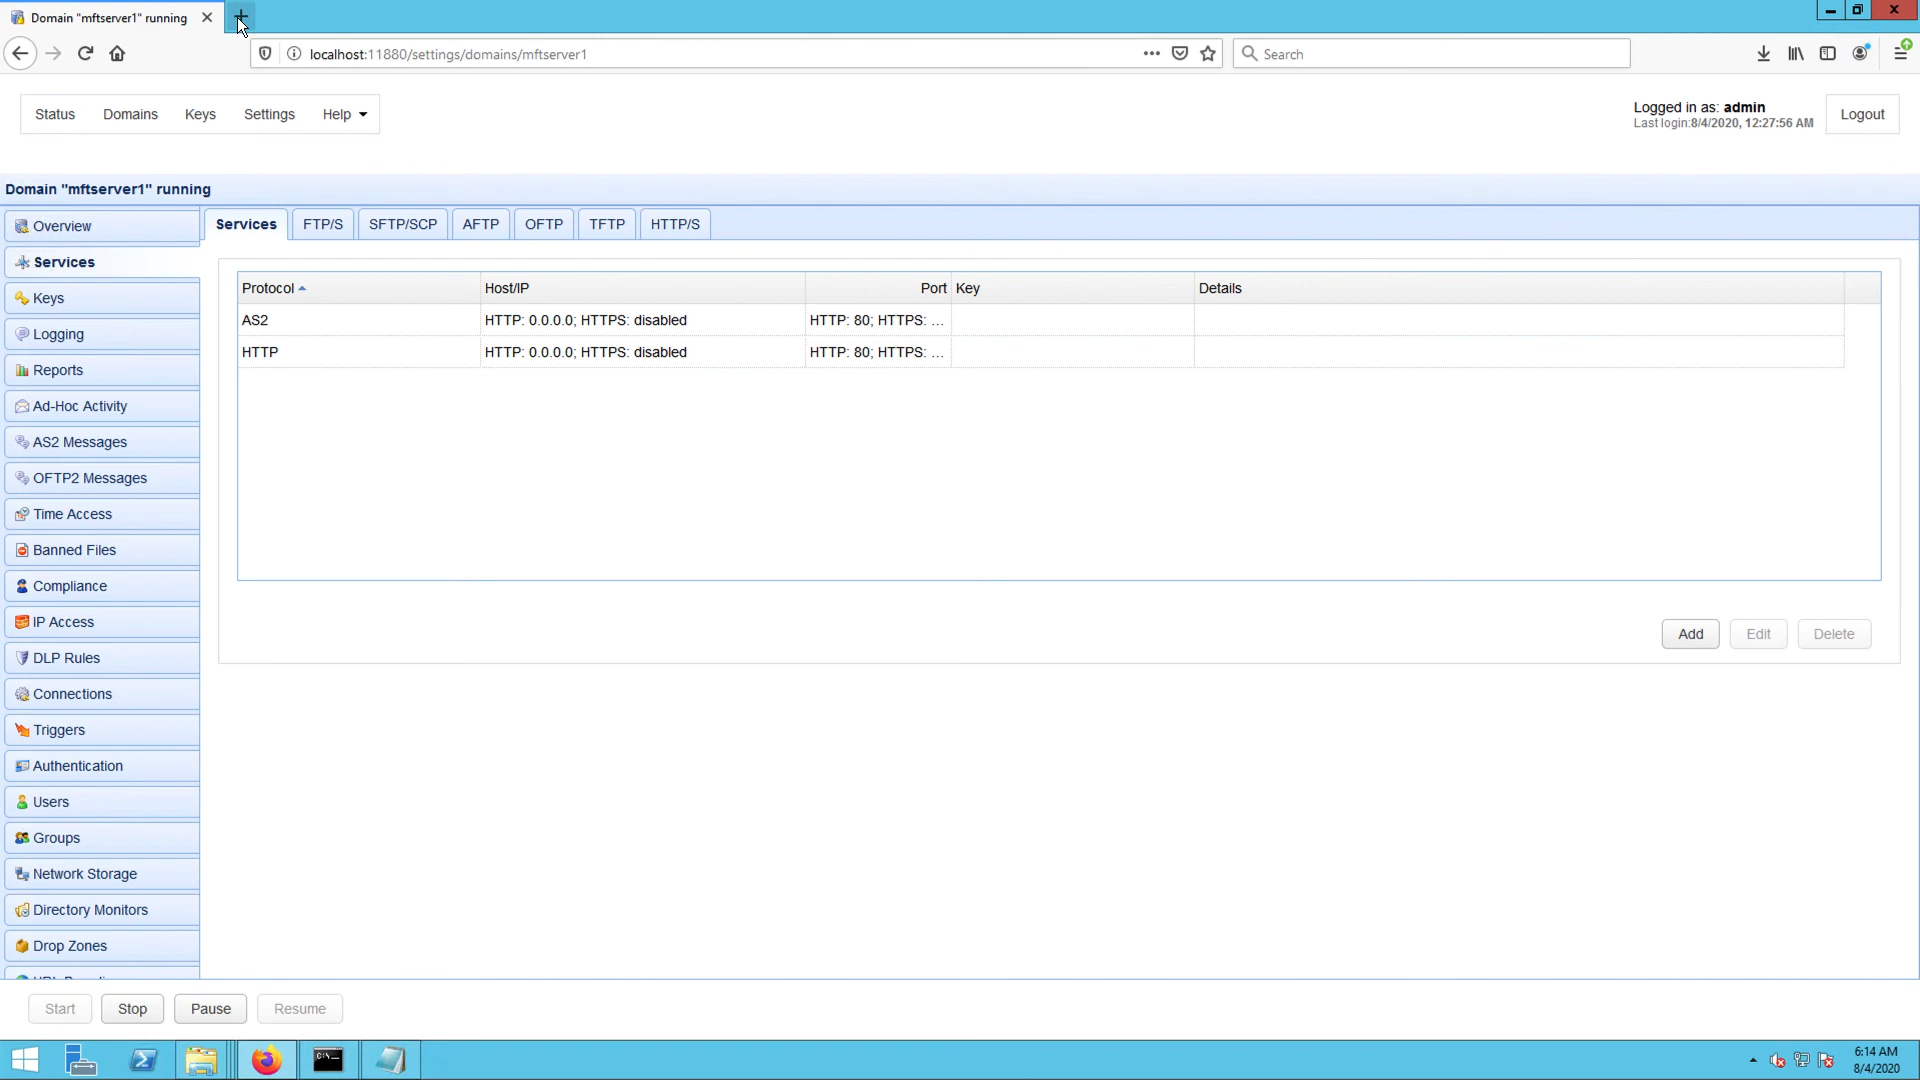 Domain "mftserver1" running
localhost:11880/settings/domains/mftserver1
Search
Status Domains Keys Settings Help
Logged in as: admin
Last login:8/4/2020, 12:27:56 AM
Logout
Domain "mftserver1" running
Overview
Services
Keys
Logging
Reports
Ad-Hoc Activity
AS2 Messages
OFTP2 Messages
Time Access
Banned Files
Compliance
IP Access
DLP Rules
Connections
Triggers
Authentication
Users
Groups
Network Storage
Directory Monitors
Drop Zones
Services FTP/S SFTP/SCP AFTP OFTP TFTP HTTP/S
Protocol Host/IP Port Key Details
AS2 HTTP: 0.0.0.0; HTTPS: disabled HTTP: 80; HTTPS: ...
HTTP HTTP: 0.0.0.0; HTTPS: disabled HTTP: 80; HTTPS: ...
Add Edit Delete
Start Stop Pause Resume
6:14 AM
8/4/2020